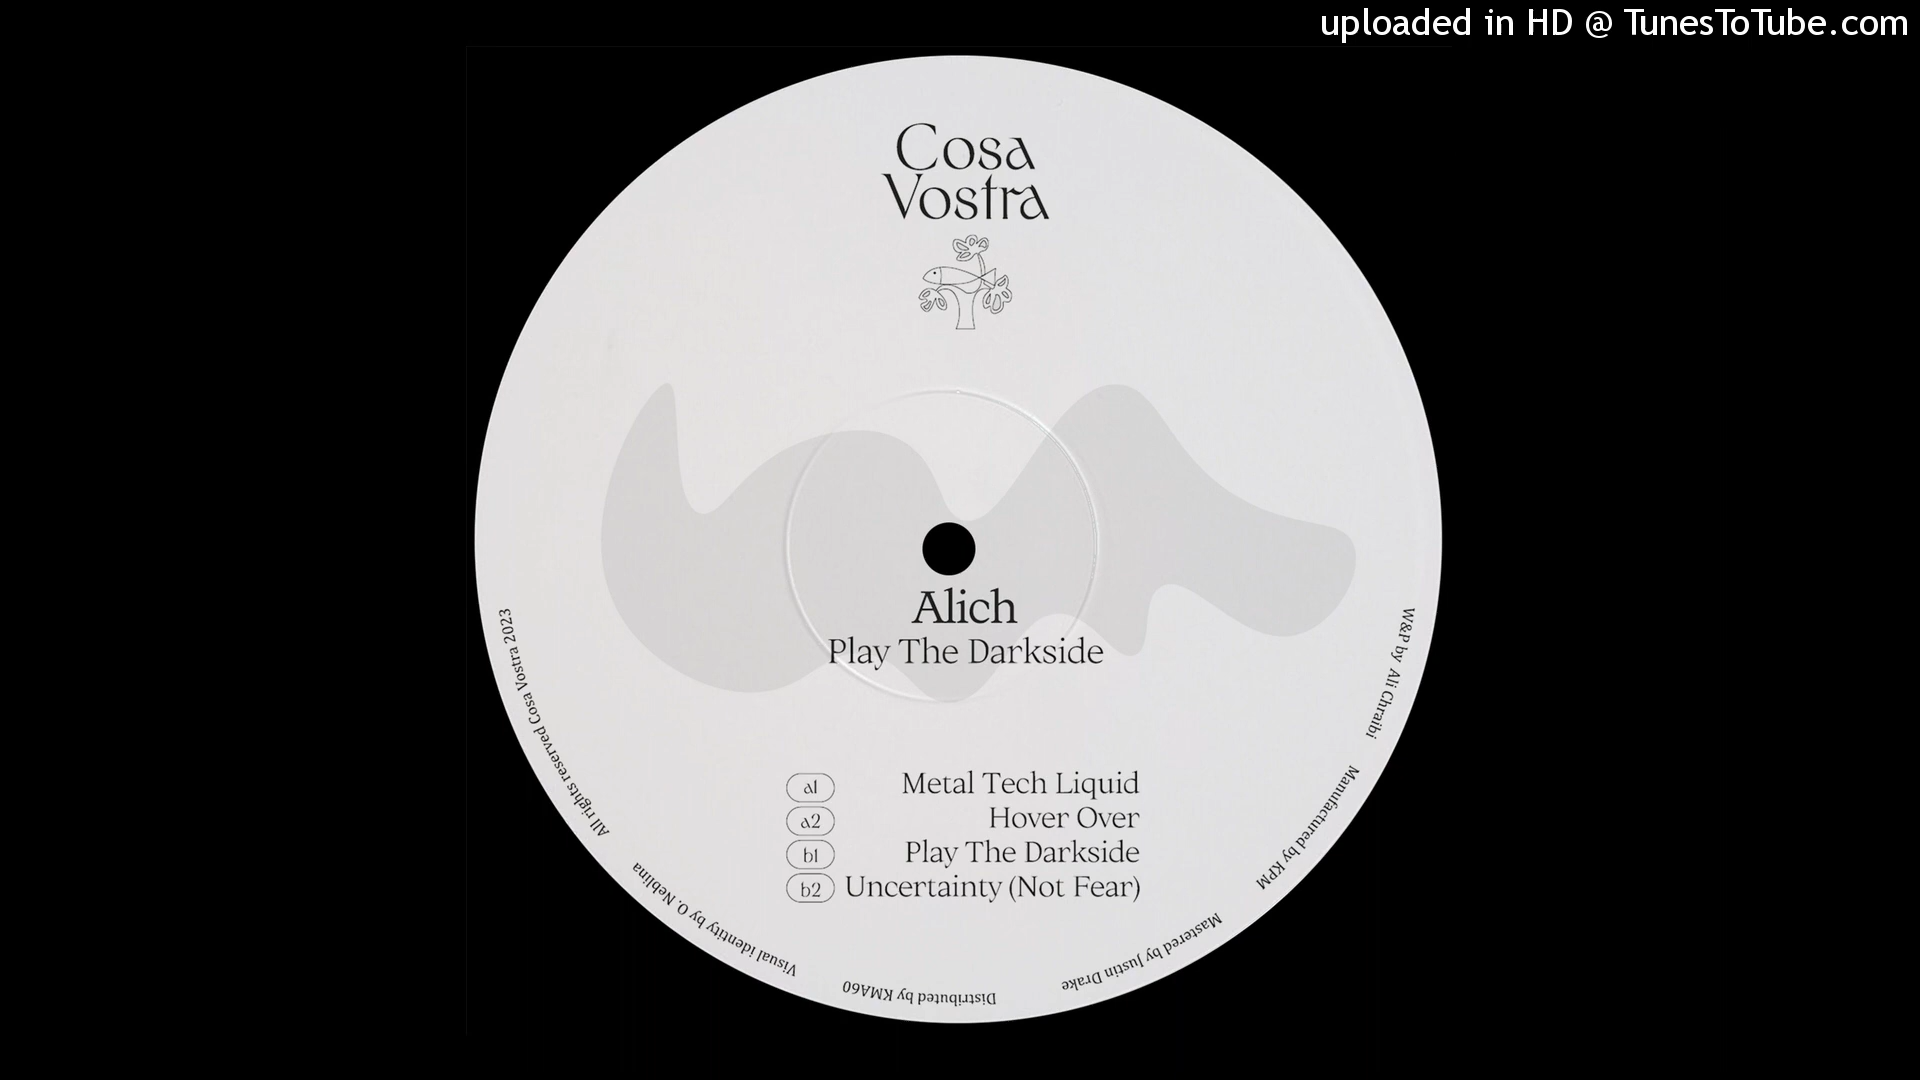 uploaded in HD @ TunesToTube.com
Cosa
Vostra
Alich
Play The Darkside
a1 Metal Tech Liquid
a2 Hover Over
b1 Play The Darkside
b2 Uncertainty (Not Fear)
W&P by Ali Chraibi
Manufactured by KPM
Mastered by Justin Drake
Distributed by KMA60
Visual identity by O. Neblina
All rights reserved Cosa Vostra 2023